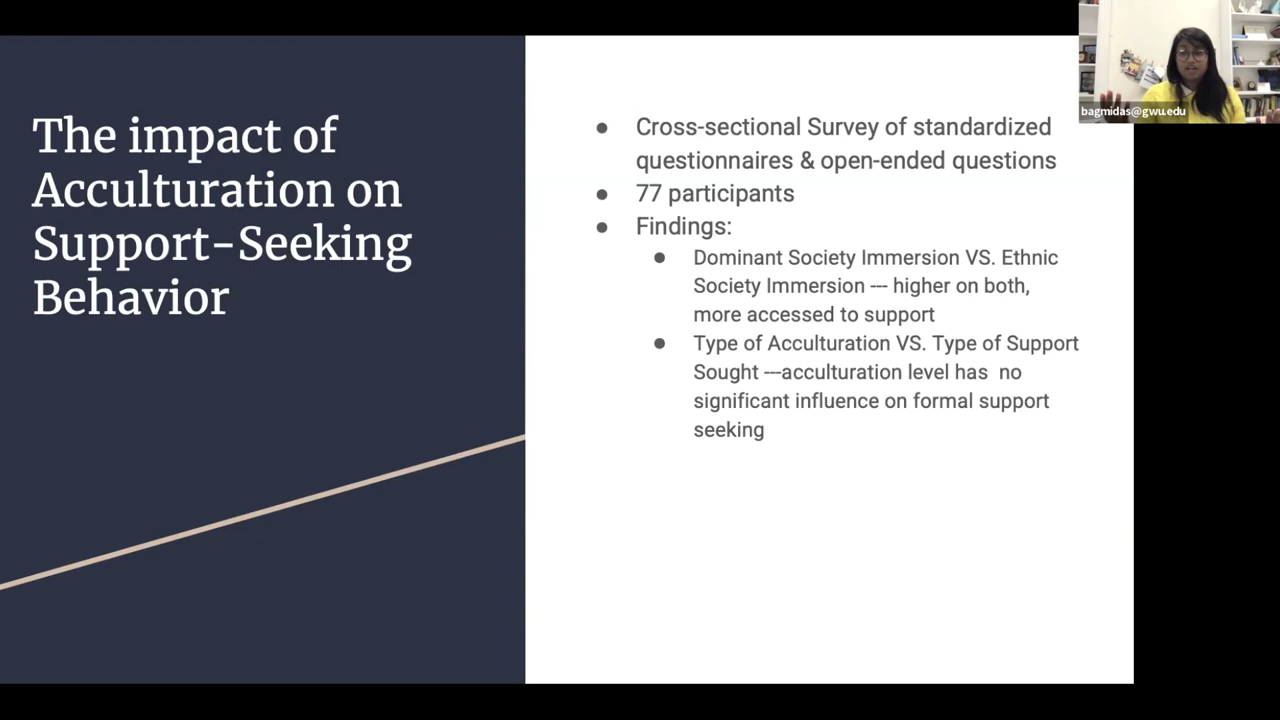 The impact of
Acculturation on
Support-Seeking
Behavior
● Cross-sectional Survey of standardized
questionnaires & open-ended questions
● 77 participants
● Findings:
● Dominant Society Immersion VS. Ethnic
Society Immersion --- higher on both,
more accessed to support
● Type of Acculturation VS. Type of Support
Sought ---acculturation level has no
significant influence on formal support
seeking
bagmidas@gwu.edu